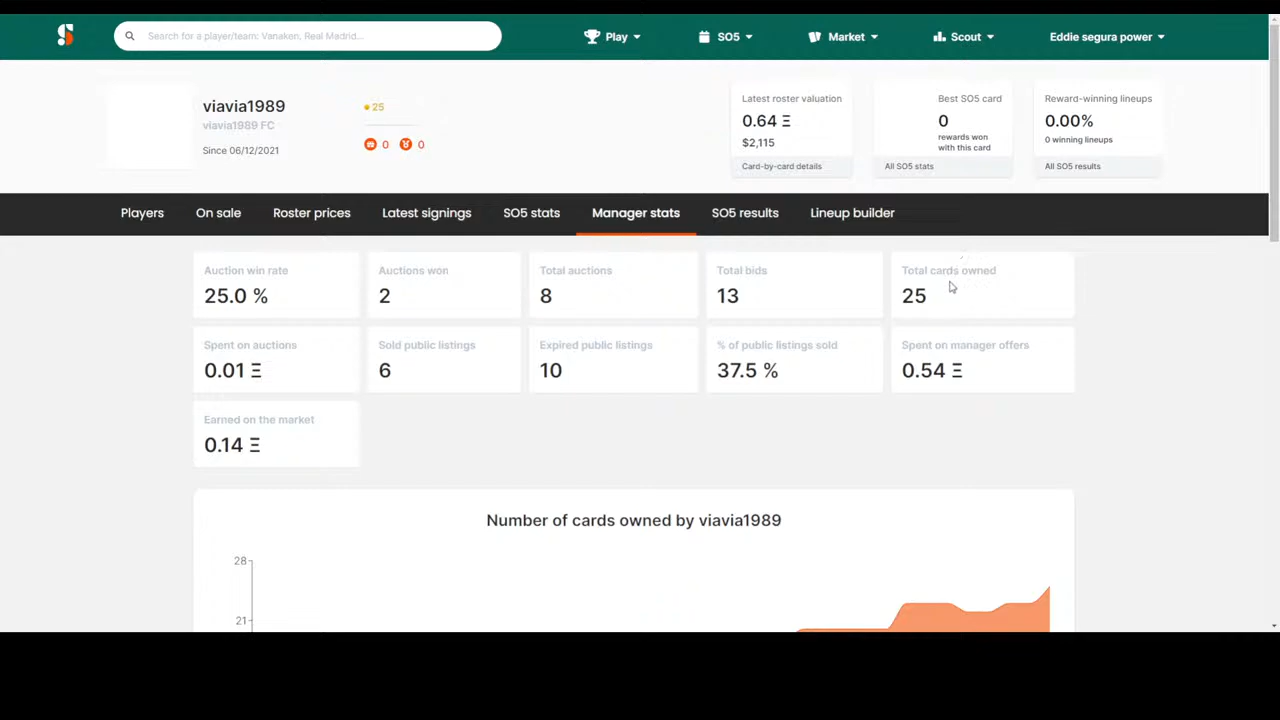 Search for a player/team: Vanaken, Real Madrid...
Play
SO5
Market
Scout
Eddie segura power
viavia1989
viavia1989 FC
Since 06/12/2021
25
0
0
Latest roster valuation
0.64 Ξ
$2,115
Card-by-card details
Best SO5 card
0
rewards won
with this card
All SO5 stats
Reward-winning lineups
0.00%
0 winning lineups
All SO5 results
Players
On sale
Roster prices
Latest signings
SO5 stats
Manager stats
SO5 results
Lineup builder
Auction win rate
25.0 %
Auctions won
2
Total auctions
8
Total bids
13
Total cards owned
25
Spent on auctions
0.01 Ξ
Sold public listings
6
Expired public listings
10
% of public listings sold
37.5 %
Spent on manager offers
0.54 Ξ
Earned on the market
0.14 Ξ
Number of cards owned by viavia1989
28
21